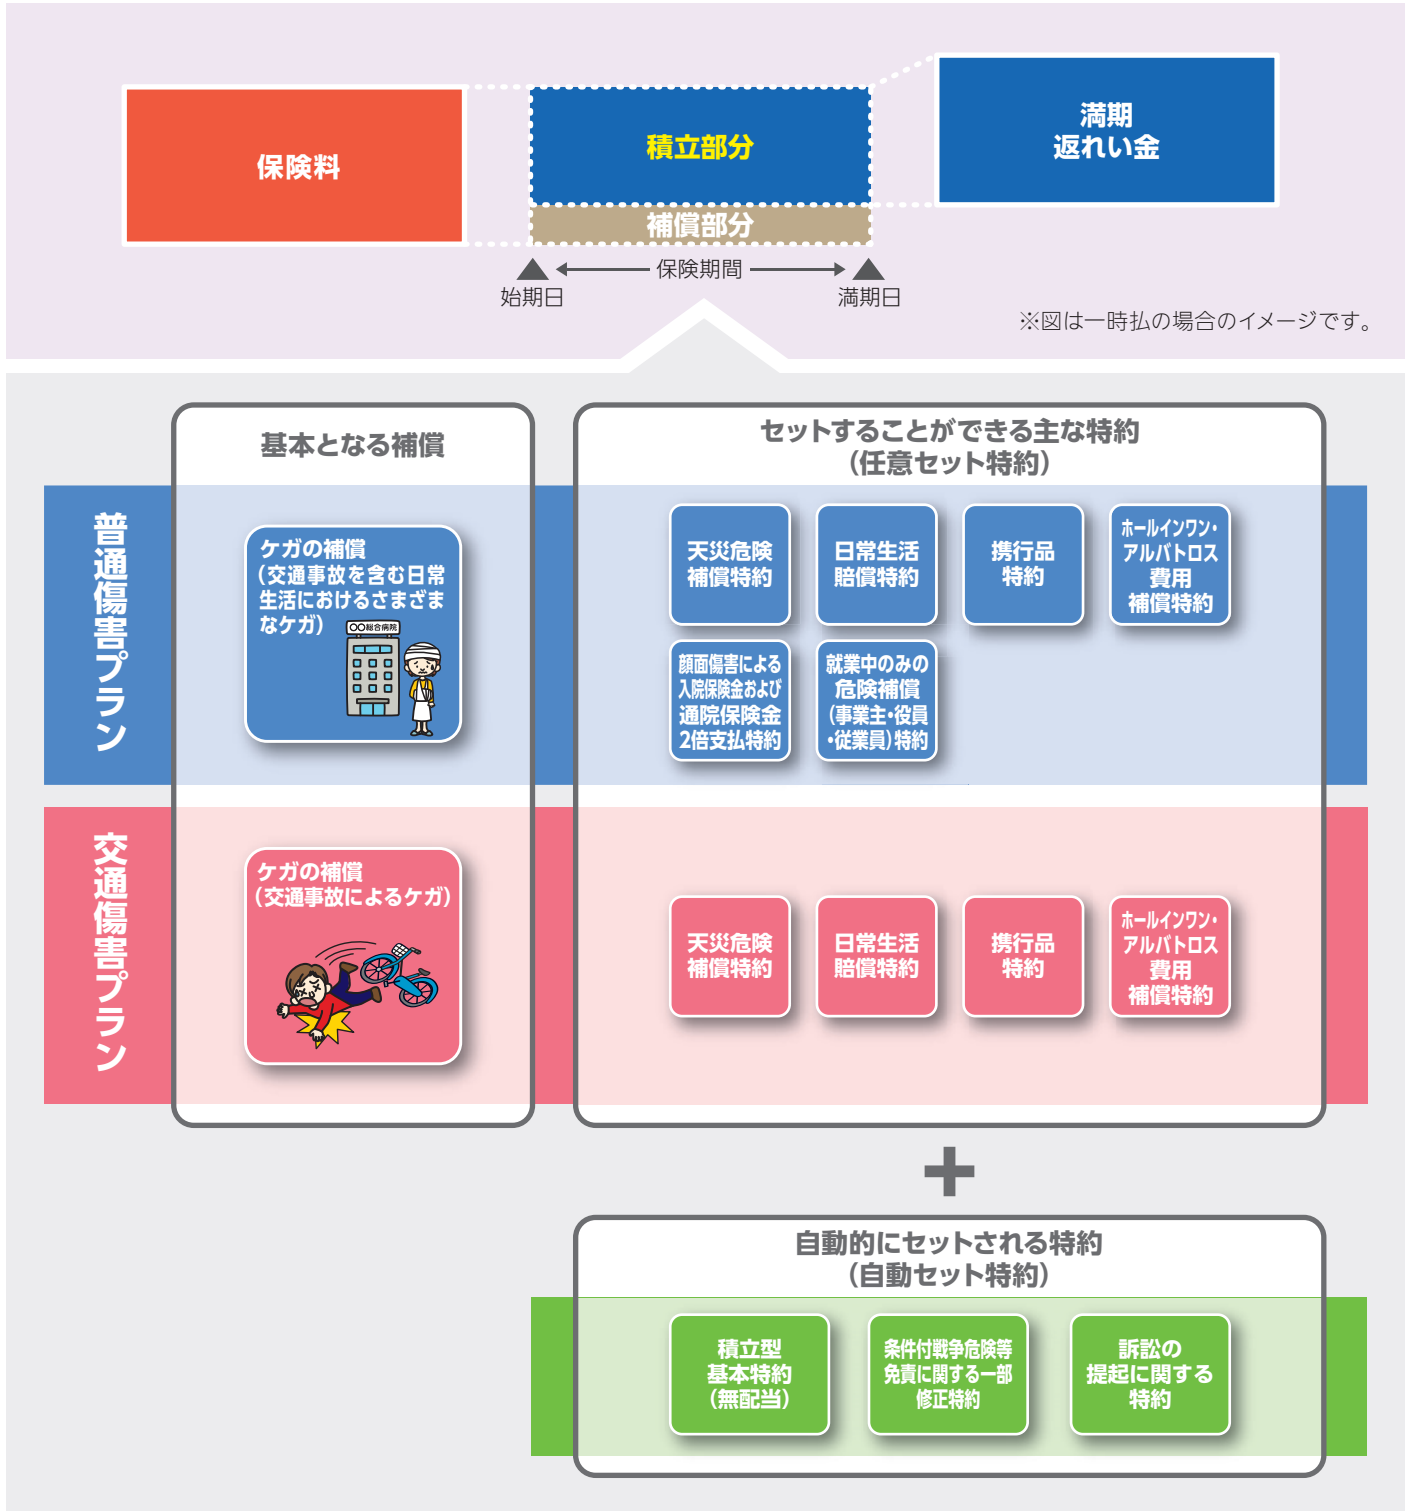 保険料
積立部分
補償部分
満期
返れい金
保険期間
始期日
満期日
※図は一時払の場合のイメージです。
基本となる補償
セットすることができる主な特約
(任意セット特約)
普通傷害プラン
ケガの補償
(交通事故を含む日常
生活におけるさまざま
なケガ)
〇〇総合病院
天災危険
補償特約
日常生活
賠償特約
携行品
特約
ホールインワン・
アルバトロス
費用
補償特約
顔面傷害による
入院保険金および
通院保険金
2倍支払特約
就業中のみの
危険補償
(事業主・役員
・従業員)特約
交通傷害プラン
ケガの補償
(交通事故によるケガ)
天災危険
補償特約
日常生活
賠償特約
携行品
特約
ホールインワン・
アルバトロス
費用
補償特約
+
自動的にセットされる特約
(自動セット特約)
積立型
基本特約
(無配当)
条件付戦争危険等
免責に関する一部
修正特約
訴訟の
提起に関する
特約